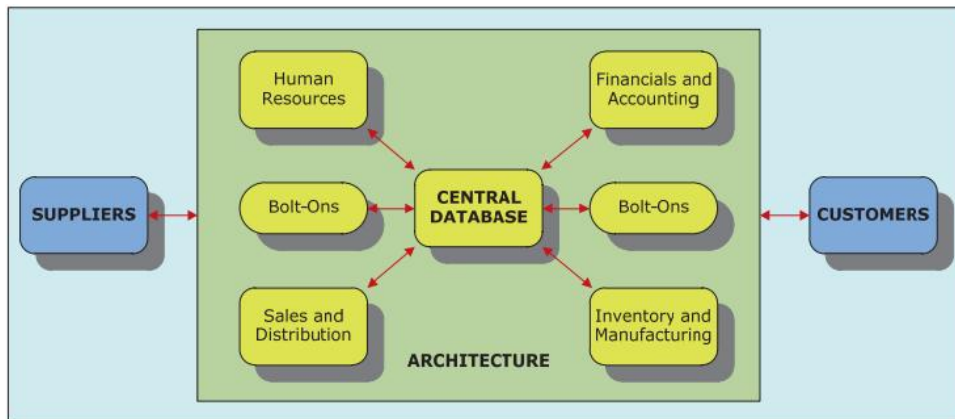 Human
Resources
Financials and
Accounting
SUPPLIERS
Bolt-Ons
CENTRAL
DATABASE
Bolt-Ons
CUSTOMERS
Sales and
Distribution
Inventory and
Manufacturing
ARCHITECTURE